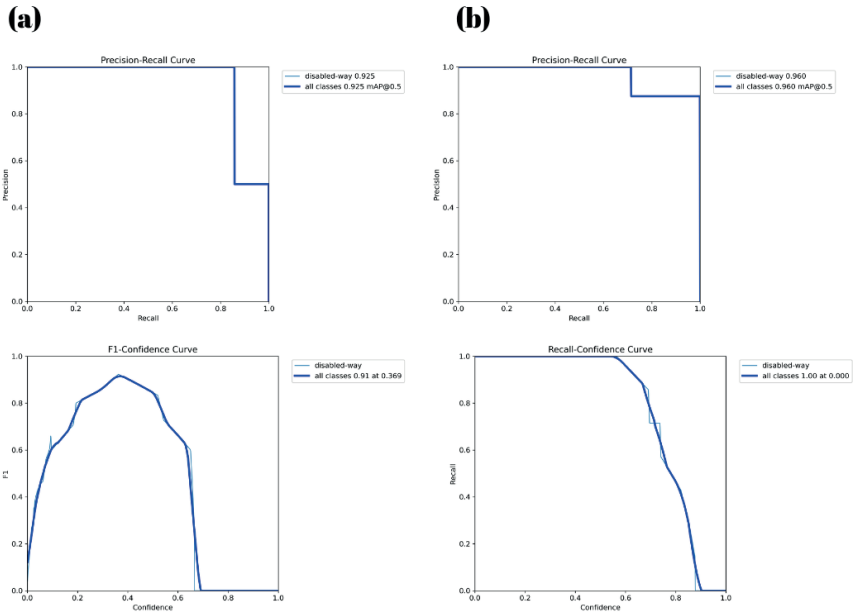 (a)
(b)
Precision-Recall Curve
1.0
0.8
0.6
0.4
0.2
0.0
Precision
0.0 0.2 0.4 0.6 0.8 1.0
Recall
disabled-way 0.925
all classes 0.925 mAP@0.5
Precision-Recall Curve
1.0
0.8
0.6
0.4
0.2
0.0
Precision
0.0 0.2 0.4 0.6 0.8 1.0
Recall
disabled-way 0.960
all classes 0.960 mAP@0.5
F1-Confidence Curve
1.0
0.8
0.6
0.4
0.2
0.0
F1
0.0 0.2 0.4 0.6 0.8 1.0
Confidence
disabled-way
all classes 0.91 at 0.369
Recall-Confidence Curve
1.0
0.8
0.6
0.4
0.2
0.0
Recall
0.0 0.2 0.4 0.6 0.8 1.0
Confidence
disabled-way
all classes 1.00 at 0.000